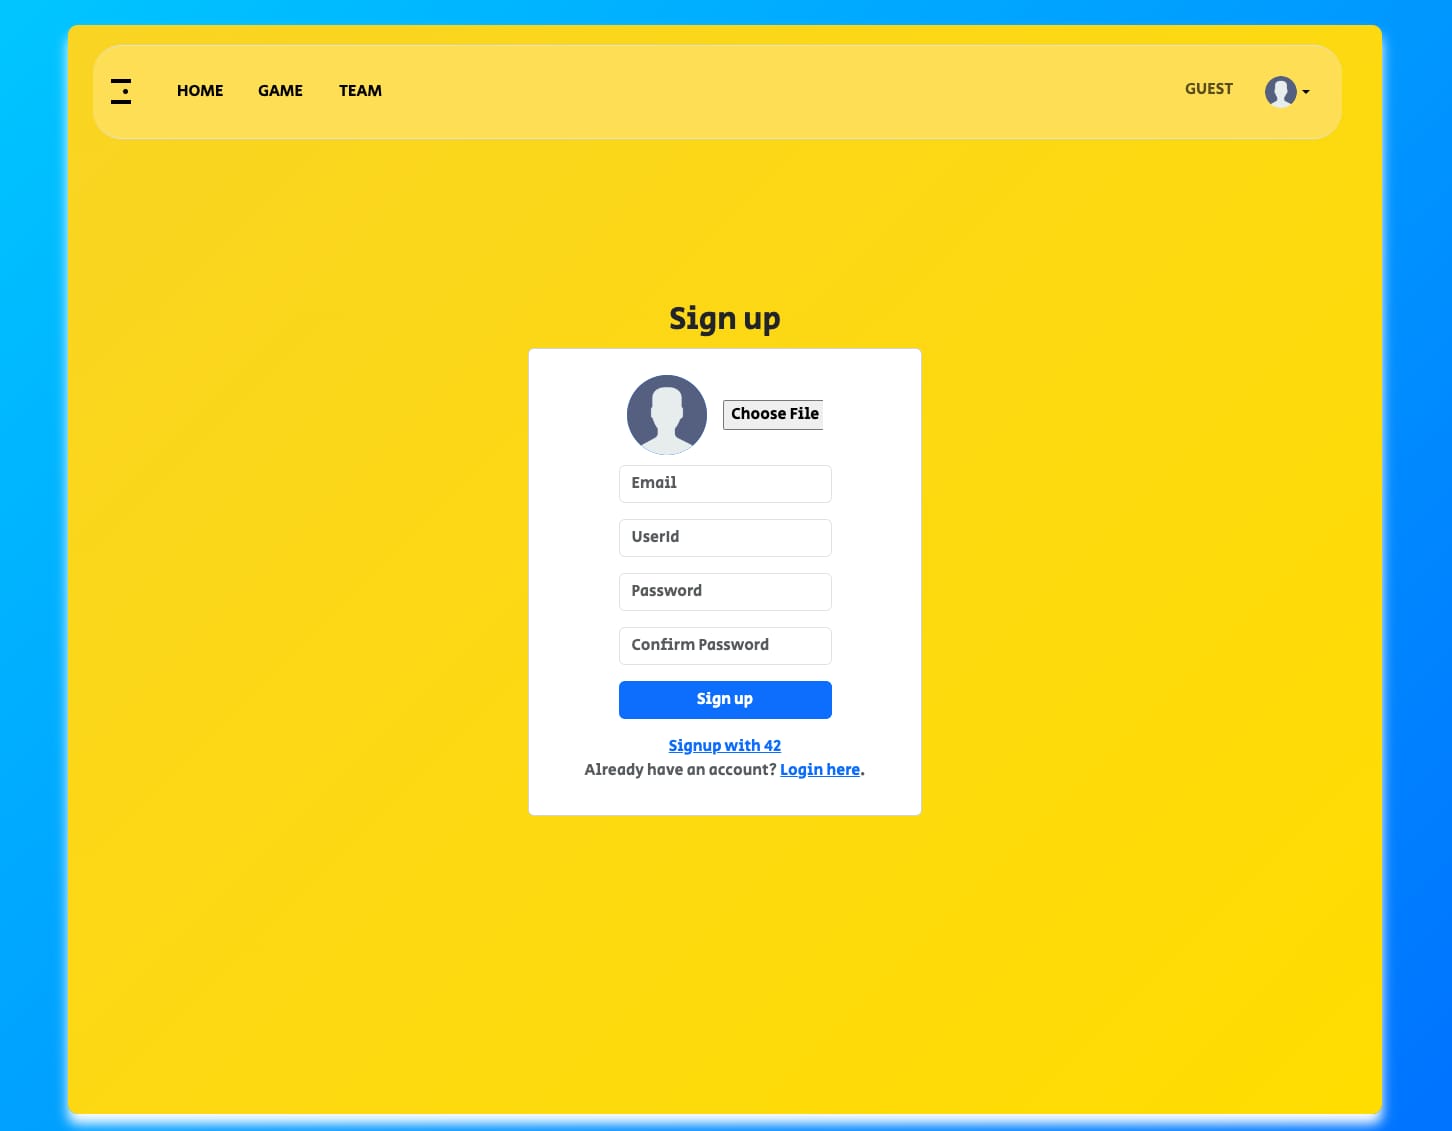 HOME GAME TEAM GUEST
Sign up
Choose File
Email
UserId
Password
Confirm Password
Sign up
Signup with 42
Already have an account? Login here.